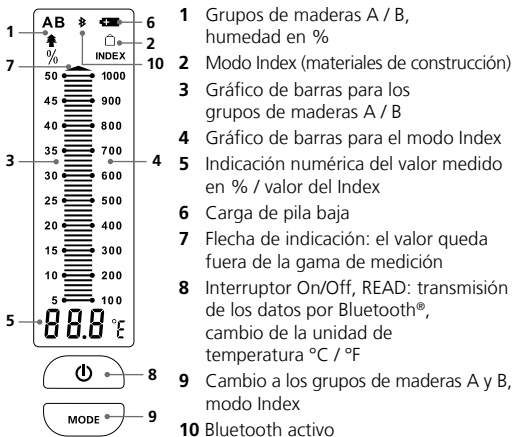 AB
1
6
2
%
INDEX
7
10
50 1000
45 900
40 800
35 700
3
4
30 600
25 500
20 400
15 300
10 200
5 100
5
88.8 °F
8
MODE
9
1 Grupos de maderas A / B,
humedad en %
2 Modo Index (materiales de construcción)
3 Gráfico de barras para los
grupos de maderas A / B
4 Gráfico de barras para el modo Index
5 Indicación numérica del valor medido
en % / valor del Index
6 Carga de pila baja
7 Flecha de indicación: el valor queda
fuera de la gama de medición
8 Interruptor On/Off, READ: transmisión
de los datos por Bluetooth®,
cambio de la unidad de
temperatura °C / °F
9 Cambio a los grupos de maderas A y B,
modo Index
10 Bluetooth activo